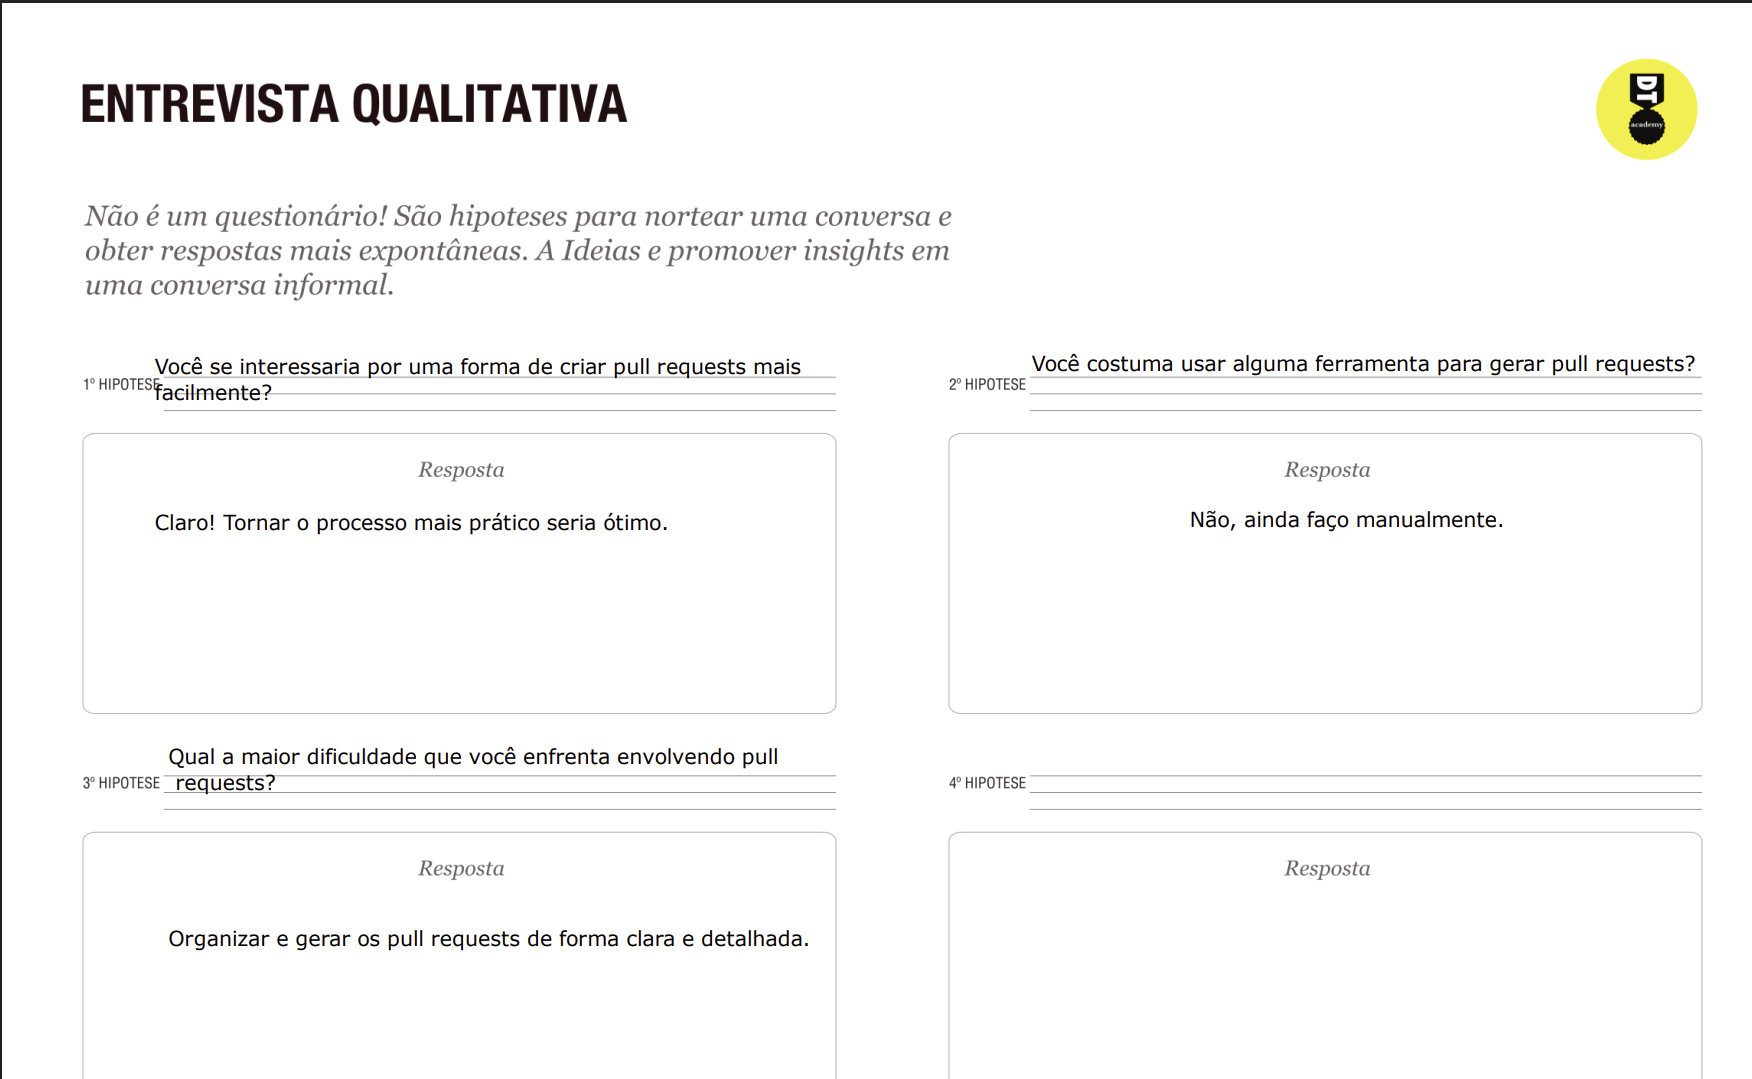 ENTREVISTA QUALITATIVA
DT
academy
Não é um questionário! São hipoteses para nortear uma conversa e
obter respostas mais expontâneas. A Ideias e promover insights em
uma conversa informal.
1º HIPOTESE
Você se interessaria por uma forma de criar pull requests mais
facilmente?
Resposta
Claro! Tornar o processo mais prático seria ótimo.
2º HIPOTESE
Você costuma usar alguma ferramenta para gerar pull requests?
Resposta
Não, ainda faço manualmente.
3º HIPOTESE
Qual a maior dificuldade que você enfrenta envolvendo pull
requests?
Resposta
Organizar e gerar os pull requests de forma clara e detalhada.
4º HIPOTESE
Resposta